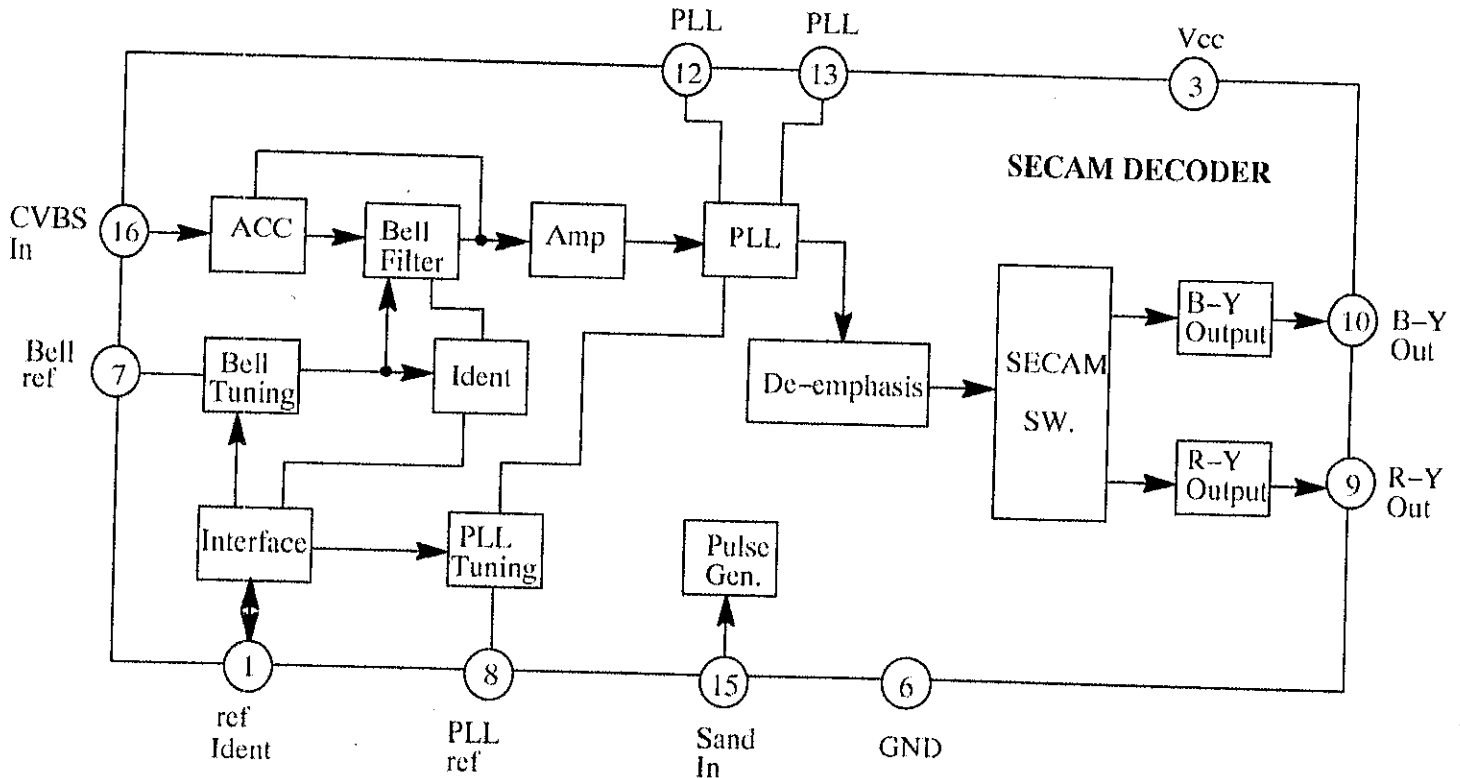 PLL
PLL
Vcc
12
13
3
SECAM DECODER
CVBS
In
16
ACC
Bell
Filter
Amp
PLL
Bell
ref
7
Bell
Tuning
Ident
De-emphasis
SECAM
SW.
B-Y
Output
10
B-Y
Out
R-Y
Output
9
R-Y
Out
Interface
PLL
Tuning
Pulse
Gen.
1
8
15
6
ref
Ident
PLL
ref
Sand
In
GND